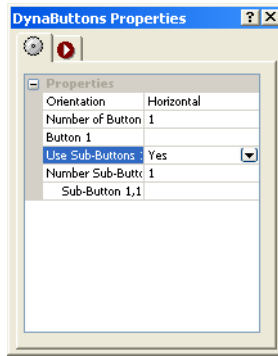 DynaButtons Properties
Properties
Orientation Horizontal
Number of Button 1
Button 1
Use Sub-Buttons : Yes
Number Sub-Butto 1
Sub-Button 1,1